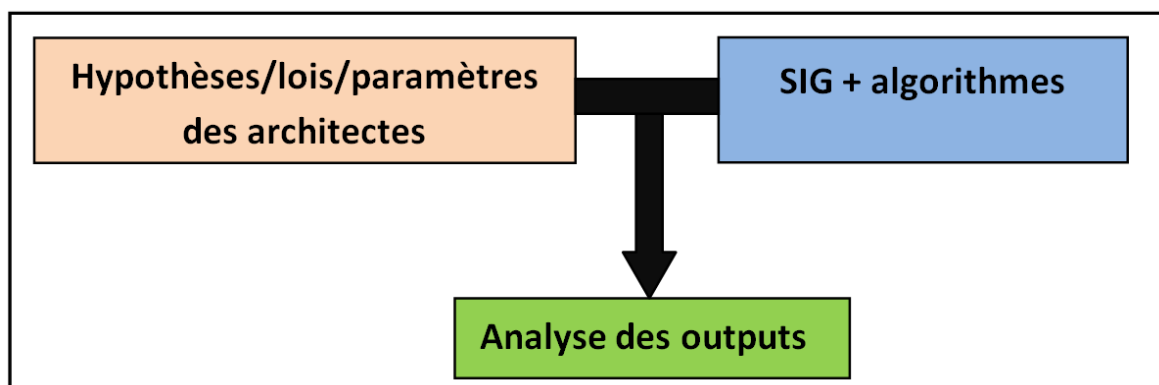 Hypothèses/lois/paramètres
des architectes
SIG + algorithmes
Analyse des outputs